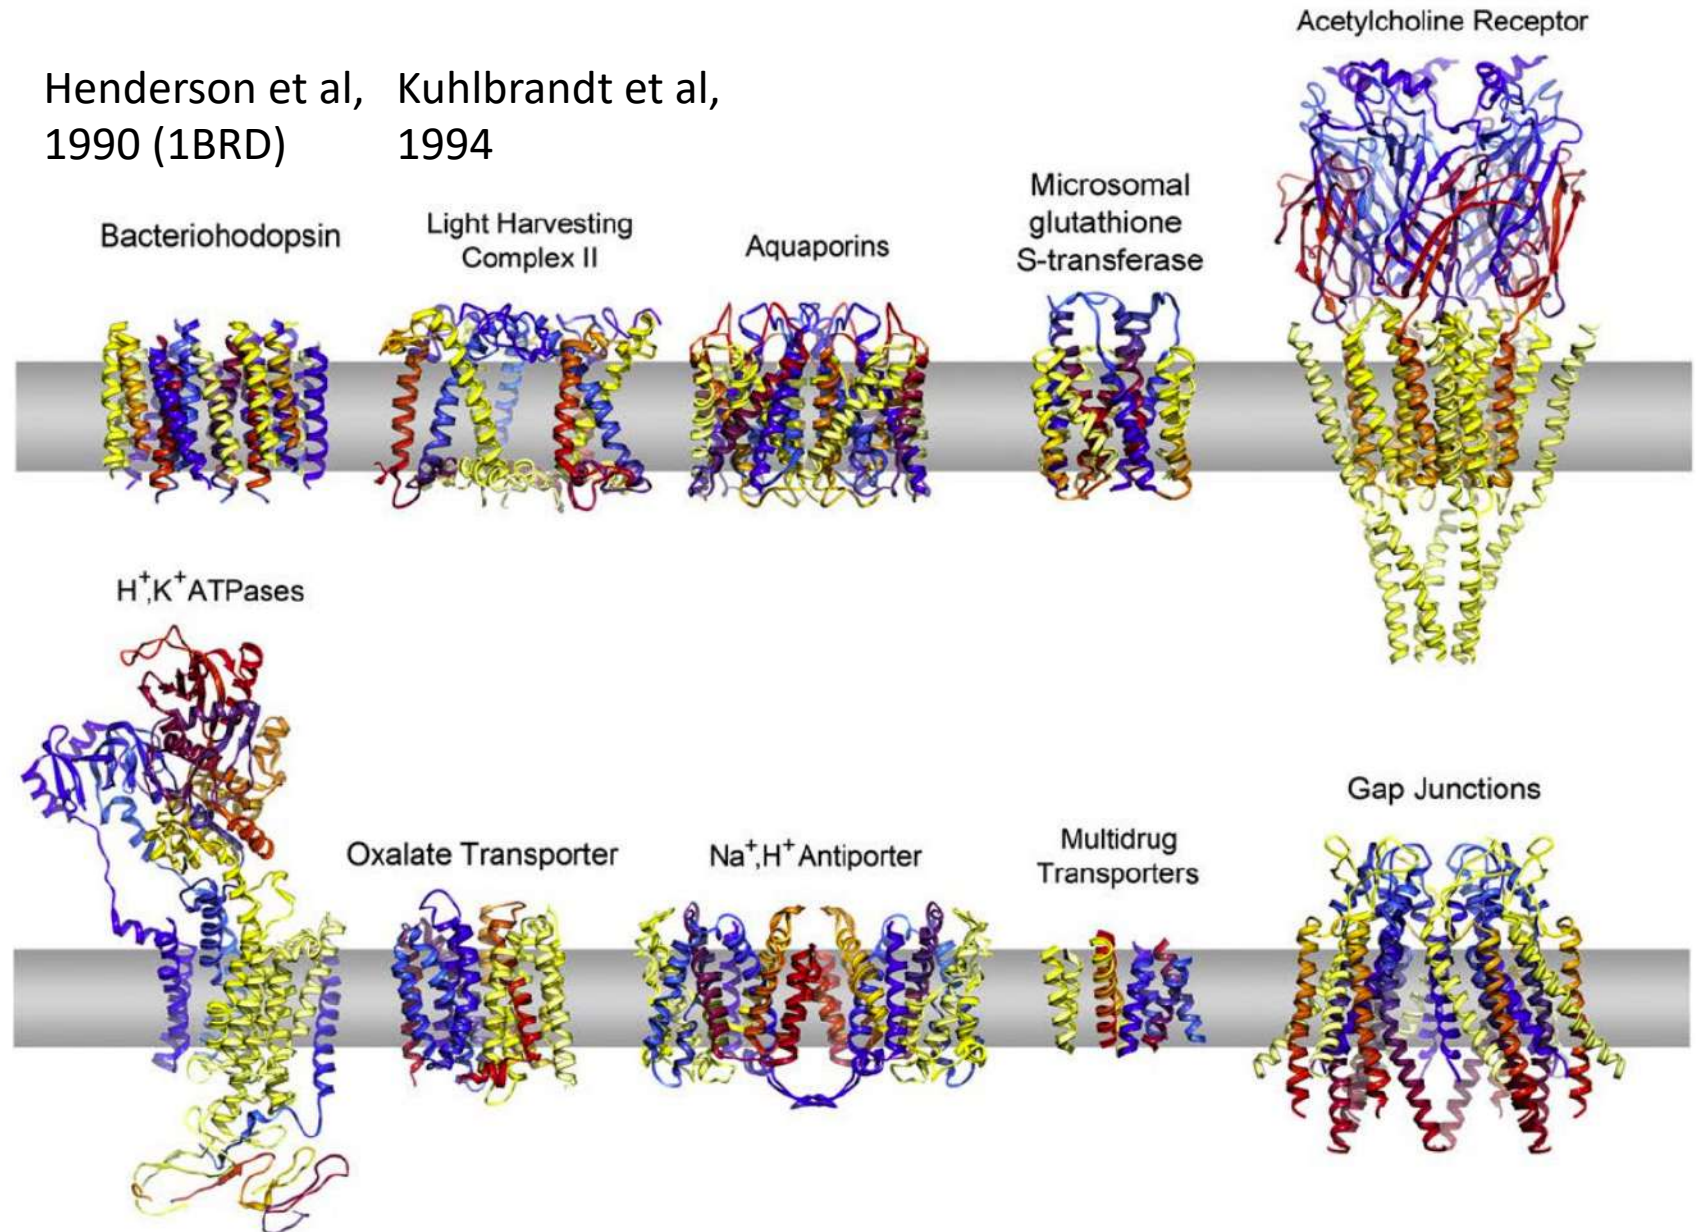 Acetylcholine Receptor
Henderson et al,
1990 (1BRD)
Kuhlbrandt et al,
1994
Bacteriohodopsin
Light Harvesting
Complex II
Aquaporins
Microsomal
glutathione
S-transferase
H⁺,K⁺ATPases
Oxalate Transporter
Na⁺,H⁺ Antiporter
Multidrug
Transporters
Gap Junctions